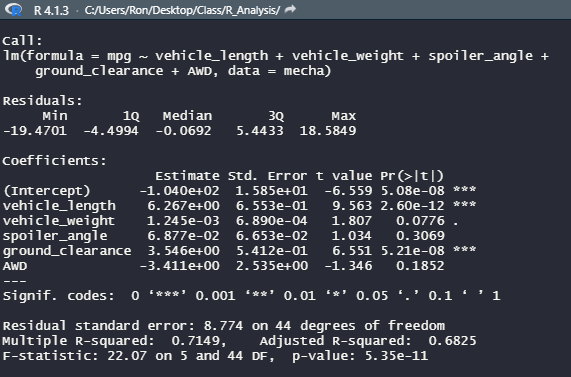 R 4.1.3 · C:/Users/Ron/Desktop/Class/R_Analysis/
Call:
lm(formula = mpg ~ vehicle_length + vehicle_weight + spoiler_angle +
    ground_clearance + AWD, data = mecha)
Residuals:
     Min       1Q   Median       3Q      Max
-19.4701  -4.4994  -0.0692   5.4433  18.5849
Coefficients:
                   Estimate Std. Error t value Pr(>|t|)
(Intercept)      -1.040e+02  1.585e+01  -6.559 5.08e-08 ***
vehicle_length    6.267e+00  6.553e-01   9.563 2.60e-12 ***
vehicle_weight    1.245e-03  6.890e-04   1.807   0.0776 .
spoiler_angle     6.877e-02  6.653e-02   1.034   0.3069
ground_clearance  3.546e+00  5.412e-01   6.551 5.21e-08 ***
AWD              -3.411e+00  2.535e+00  -1.346   0.1852
---
Signif. codes:  0 ‘***’ 0.001 ‘**’ 0.01 ‘*’ 0.05 ‘.’ 0.1 ‘ ’ 1
Residual standard error: 8.774 on 44 degrees of freedom
Multiple R-squared:  0.7149,    Adjusted R-squared:  0.6825
F-statistic: 22.07 on 5 and 44 DF,  p-value: 5.35e-11